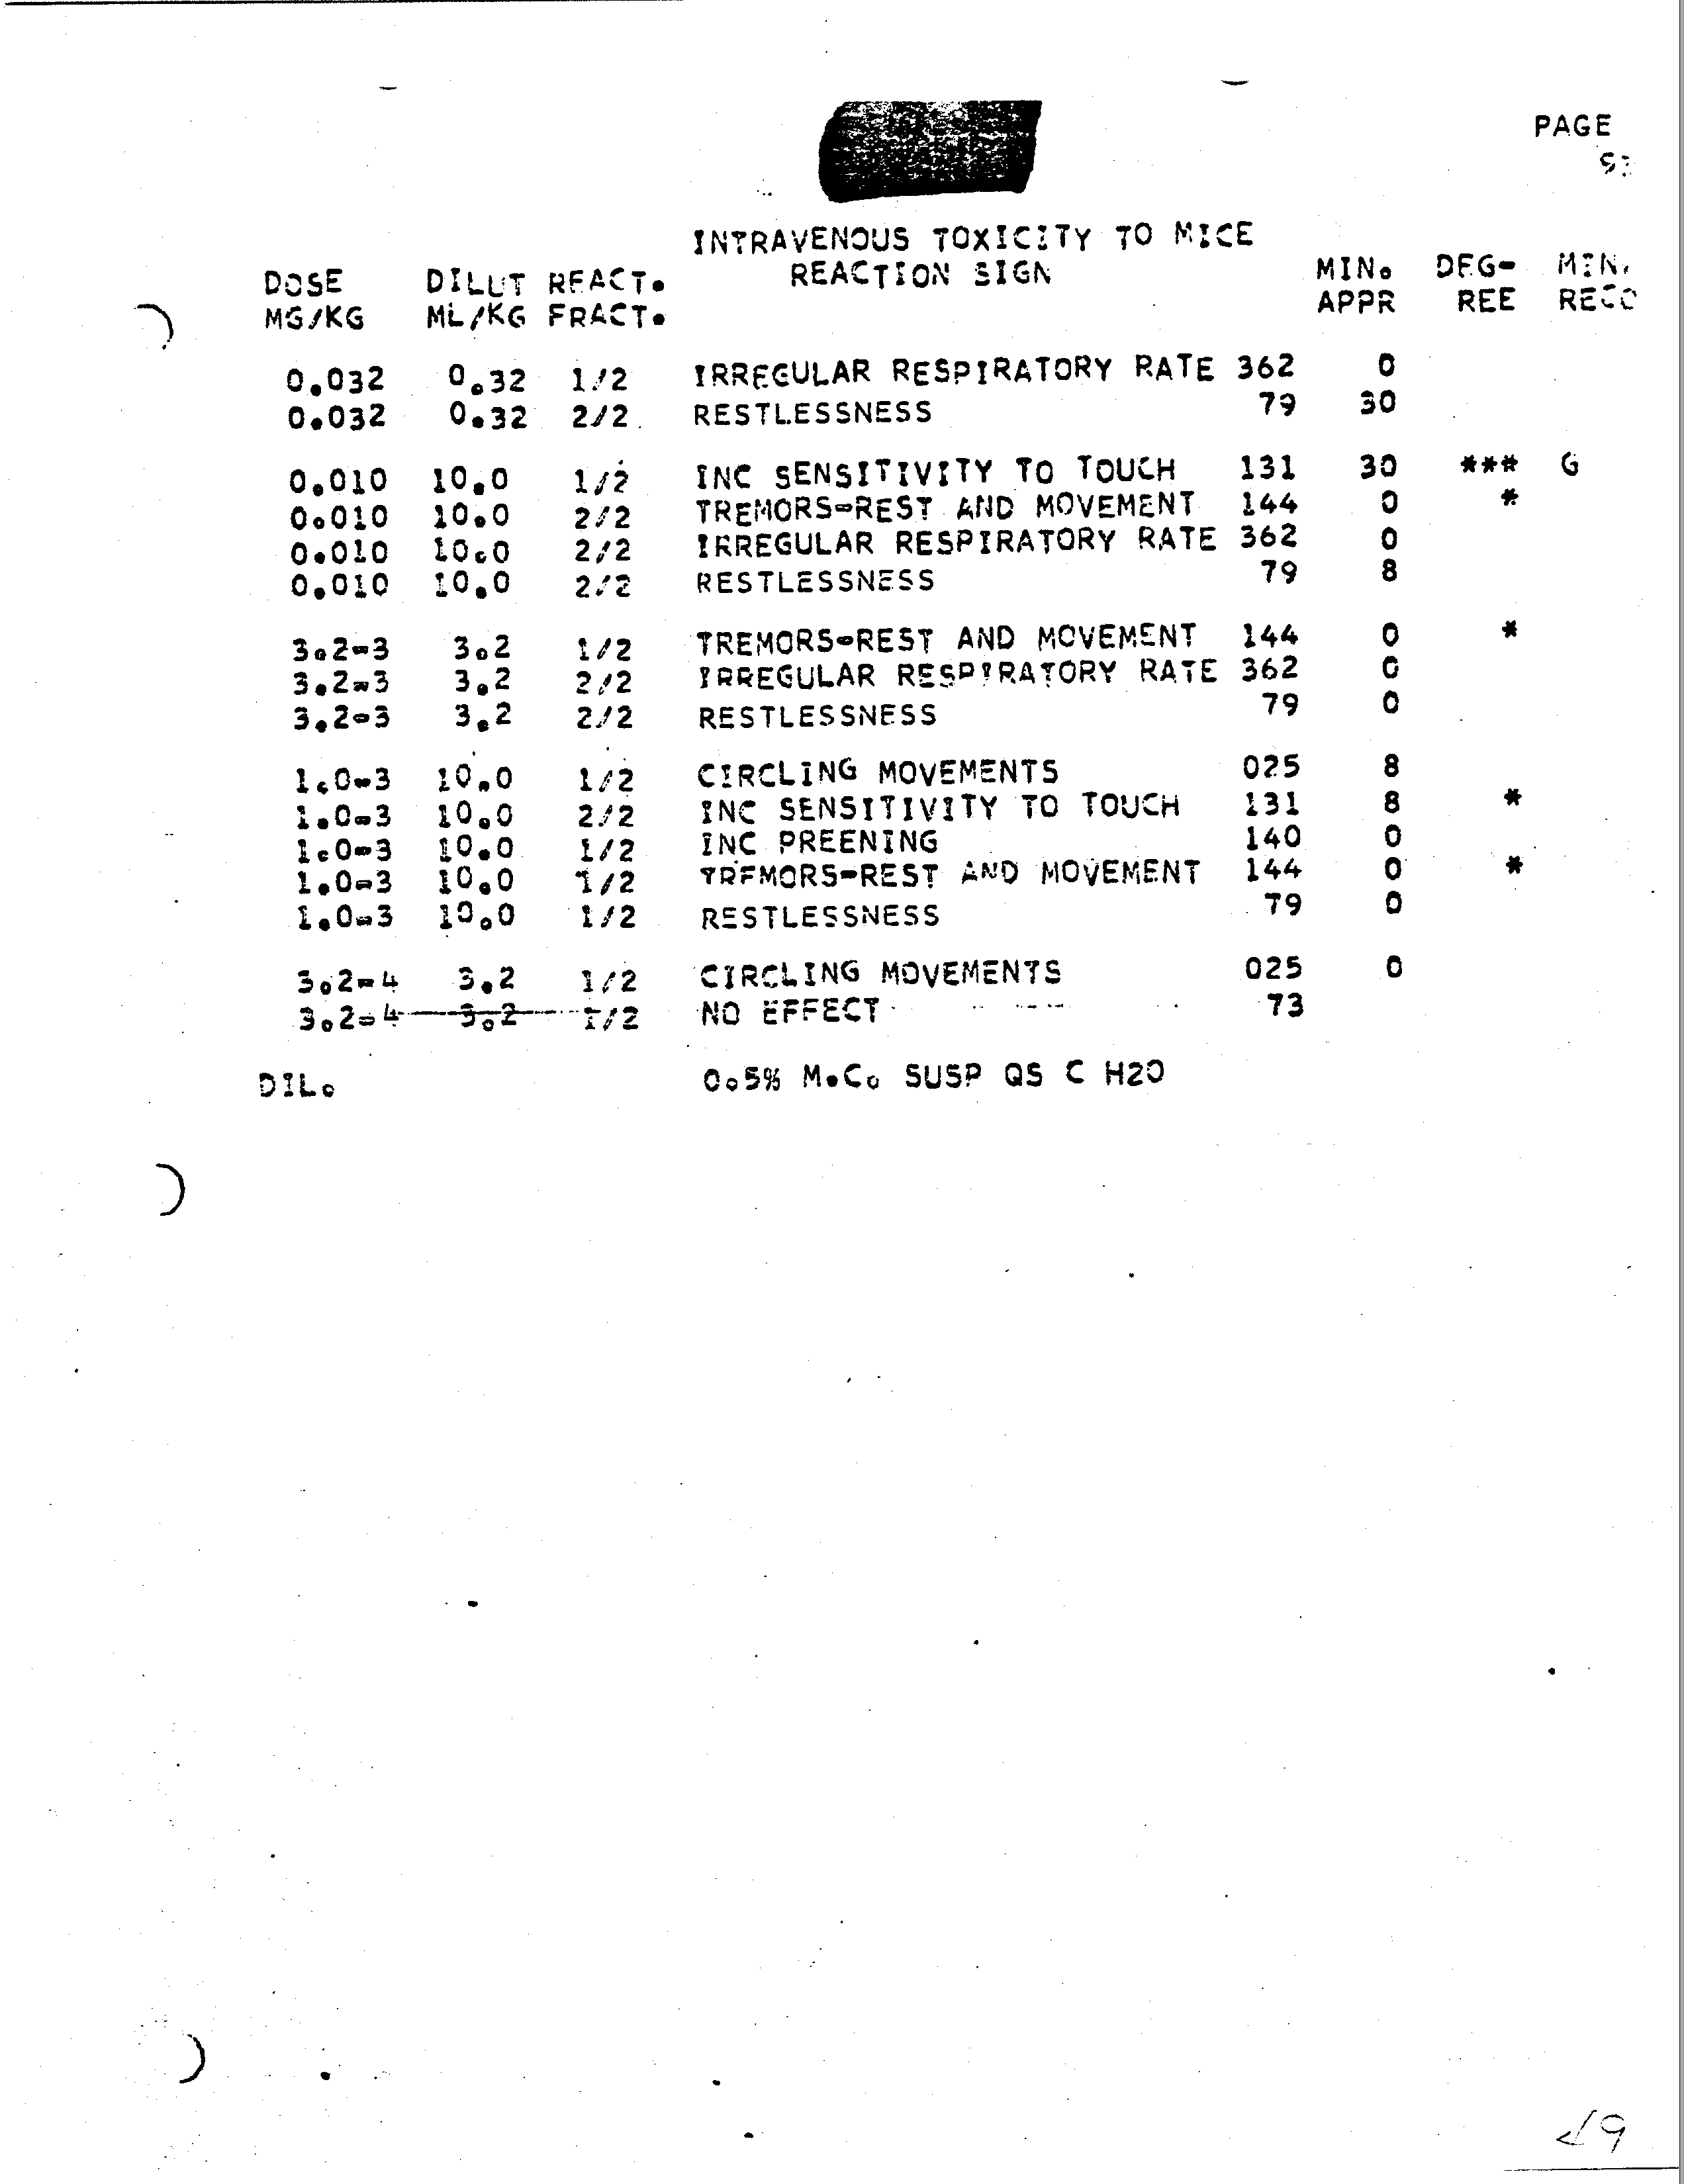 PAGE
INTRAVENOUS TOXICITY TO MICE
DOSE DILUT REACT. REACTION SIGN MIN. DEG- MIN.
MG/KG ML/KG FRACT. APPR REE RECO
0.032 0.32 1/2 IRREGULAR RESPIRATORY RATE 362 0
0.032 0.32 2/2 RESTLESSNESS 79 30
0.010 10.0 1/2 INC SENSITIVITY TO TOUCH 131 30 *** G
0.010 10.0 2/2 TREMORS-REST AND MOVEMENT 144 0 *
0.010 10.0 2/2 IRREGULAR RESPIRATORY RATE 362 0
0.010 10.0 2/2 RESTLESSNESS 79 8
3.2-3 3.2 1/2 TREMORS-REST AND MOVEMENT 144 0 *
3.2-3 3.2 2/2 IRREGULAR RESPIRATORY RATE 362 0
3.2-3 3.2 2/2 RESTLESSNESS 79 0
1.0-3 10.0 1/2 CIRCLING MOVEMENTS 025 8
1.0-3 10.0 2/2 INC SENSITIVITY TO TOUCH 131 8 *
1.0-3 10.0 1/2 INC PREENING 140 0
1.0-3 10.0 1/2 TREMORS-REST AND MOVEMENT 144 0 *
1.0-3 10.0 1/2 RESTLESSNESS 79 0
3.2-4 3.2 1/2 CIRCLING MOVEMENTS 025 0
3.2-4 3.2 1/2 NO EFFECT 73
DIL. 0.5% M.C. SUSP QS C H2O